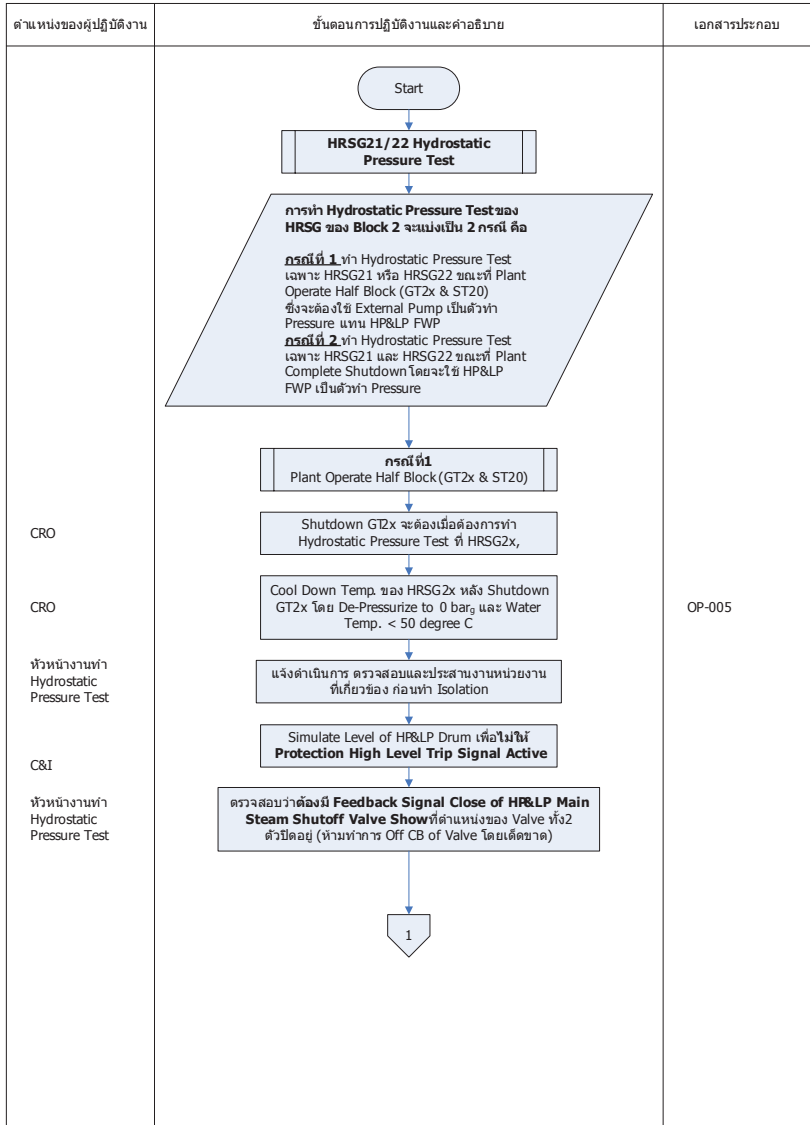 ตำแหน่งของผู้ปฏิบัติงาน
ขั้นตอนการปฏิบัติงานและคำอธิบาย
เอกสารประกอบ
Start
HRSG21/22 Hydrostatic
Pressure Test
การทำ Hydrostatic Pressure Test ของ
HRSG ของ Block 2 จะแบ่งเป็น 2 กรณี คือ
กรณีที่ 1 ทำ Hydrostatic Pressure Test
เฉพาะ HRSG21 หรือ HRSG22 ขณะที่ Plant
Operate Half Block (GT2x & ST20)
ซึ่งจะต้องใช้ External Pump เป็นตัวทำ
Pressure แทน HP&LP FWP
กรณีที่ 2 ทำ Hydrostatic Pressure Test
เฉพาะ HRSG21 และ HRSG22 ขณะที่ Plant
Complete Shutdown โดยจะใช้ HP&LP
FWP เป็นตัวทำ Pressure
กรณีที่1
Plant Operate Half Block (GT2x & ST20)
CRO
Shutdown GT2x จะต้องเมื่อต้องการทำ
Hydrostatic Pressure Test ที่ HRSG2x,
CRO
Cool Down Temp. ของ HRSG2x หลัง Shutdown
GT2x โดย De-Pressurize to 0 barg และ Water
Temp. < 50 degree C
OP-005
หัวหน้างานทำ
Hydrostatic
Pressure Test
แจ้งดำเนินการ ตรวจสอบและประสานงานหน่วยงาน
ที่เกี่ยวข้อง ก่อนทำ Isolation
C&I
Simulate Level of HP&LP Drum เพื่อไม่ให้
Protection High Level Trip Signal Active
หัวหน้างานทำ
Hydrostatic
Pressure Test
ตรวจสอบว่าต้องมี Feedback Signal Close of HP&LP Main
Steam Shutoff Valve Show ที่ตำแหน่งของ Valve ทั้ง2
ตัวปิดอยู่ (ห้ามทำการ Off CB of Valve โดยเด็ดขาด)
1